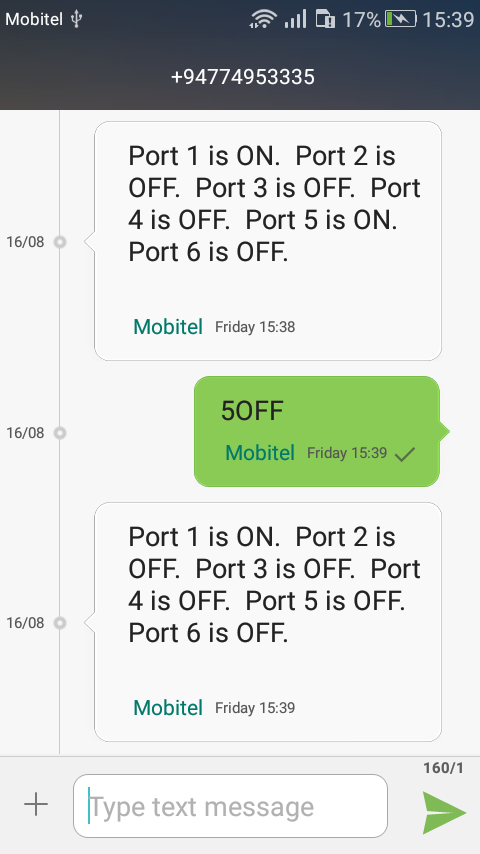 Mobitel 17% 15:39
+94774953335
Port 1 is ON.  Port 2 is
OFF.  Port 3 is OFF.  Port
4 is OFF.  Port 5 is ON.
Port 6 is OFF.
16/08
Mobitel Friday 15:38
5OFF
16/08
Mobitel Friday 15:39
Port 1 is ON.  Port 2 is
OFF.  Port 3 is OFF.  Port
4 is OFF.  Port 5 is OFF.
Port 6 is OFF.
16/08
Mobitel Friday 15:39
160/1
Type text message